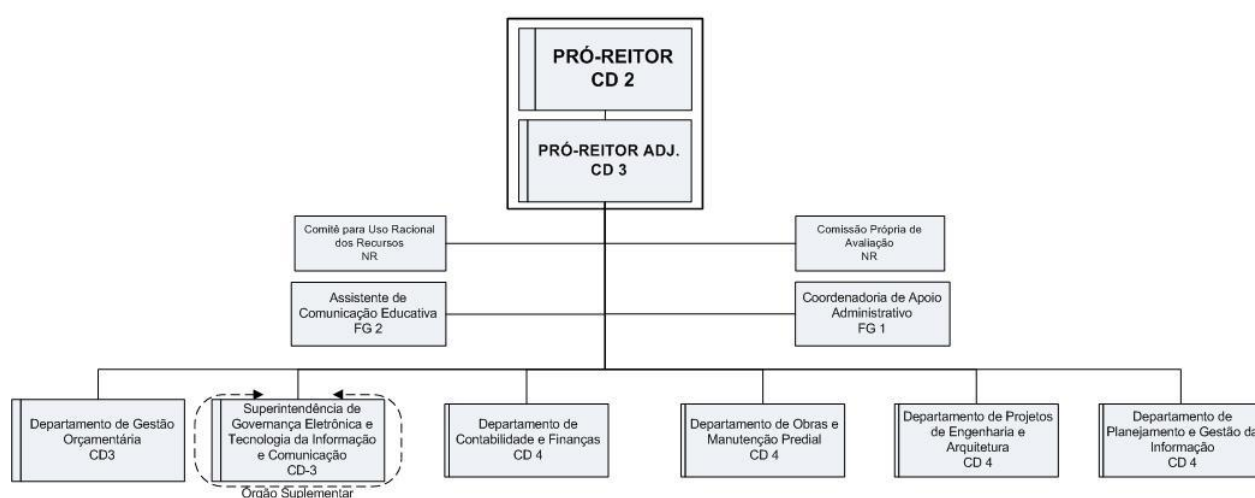 PRÓ-REITOR
CD 2
PRÓ-REITOR ADJ.
CD 3
Comitê para Uso Racional
dos Recursos
NR
Comissão Própria de
Avaliação
NR
Assistente de
Comunicação Educativa
FG 2
Coordenadoria de Apoio
Administrativo
FG 1
Departamento de Gestão
Orçamentária
CD3
Superintendência de
Governança Eletrônica e
Tecnologia da Informação
e Comunicação
CD-3
Órgão Suplementar
Departamento de
Contabilidade e Finanças
CD 4
Departamento de Obras e
Manutenção Predial
CD 4
Departamento de Projetos
de Engenharia e
Arquitetura
CD 4
Departamento de
Planejamento e Gestão da
Informação
CD 4